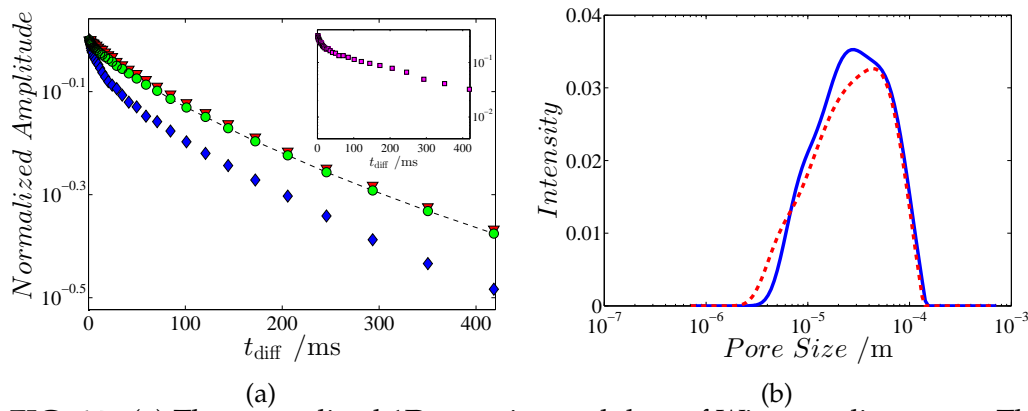 (a)
Normalized Amplitude
10^-0.1
10^-0.3
10^-0.5
0 100 200 300 400
t_diff /ms
10^-1
10^-2
0 100 200 300 400
t_diff /ms
(b)
Intensity
0.04
0.03
0.02
0.01
0
10^-7 10^-6 10^-5 10^-4 10^-3
Pore Size /m
(a) (b)